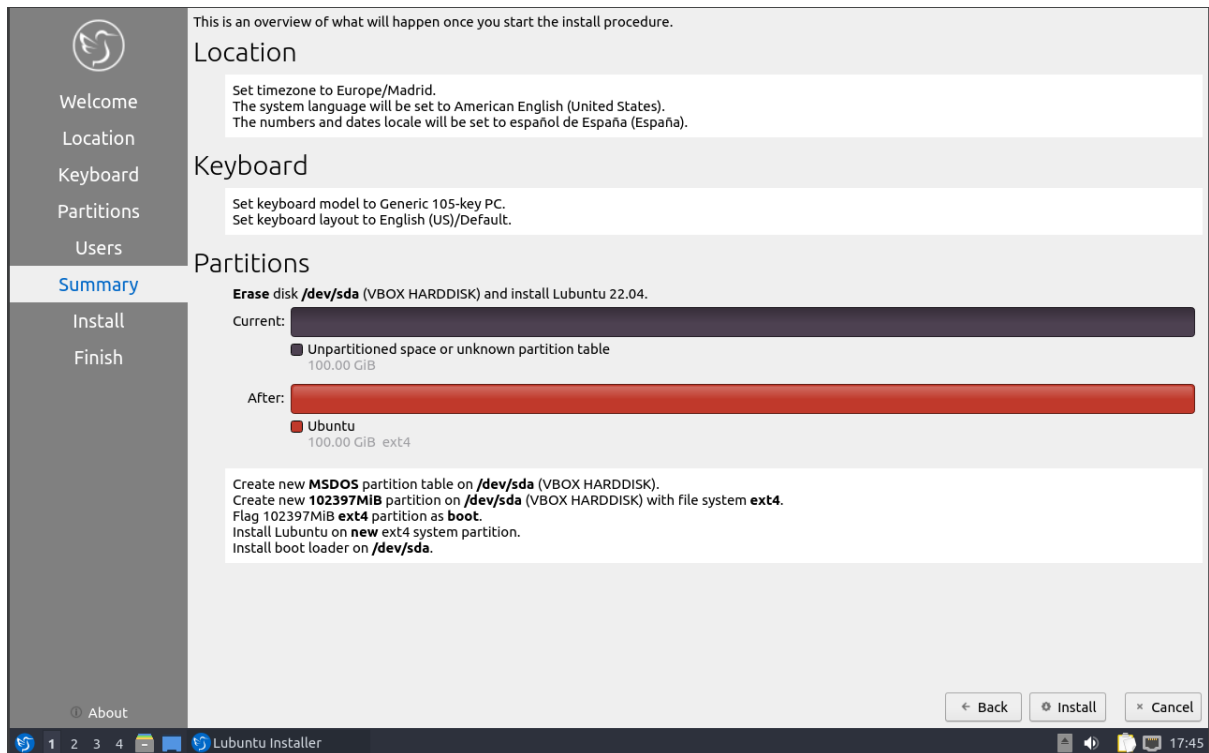 This is an overview of what will happen once you start the install procedure.
Location
Set timezone to Europe/Madrid.
The system language will be set to American English (United States).
The numbers and dates locale will be set to español de España (España).
Keyboard
Set keyboard model to Generic 105-key PC.
Set keyboard layout to English (US)/Default.
Partitions
Erase disk /dev/sda (VBOX HARDDISK) and install Lubuntu 22.04.
Current:
Unpartitioned space or unknown partition table
100.00 GiB
After:
Ubuntu
100.00 GiB ext4
Create new MSDOS partition table on /dev/sda (VBOX HARDDISK).
Create new 102397MiB partition on /dev/sda (VBOX HARDDISK) with file system ext4.
Flag 102397MiB ext4 partition as boot.
Install Lubuntu on new ext4 system partition.
Install boot loader on /dev/sda.
Welcome
Location
Keyboard
Partitions
Users
Summary
Install
Finish
About
Back Install Cancel
1 2 3 4 Lubuntu Installer 17:45